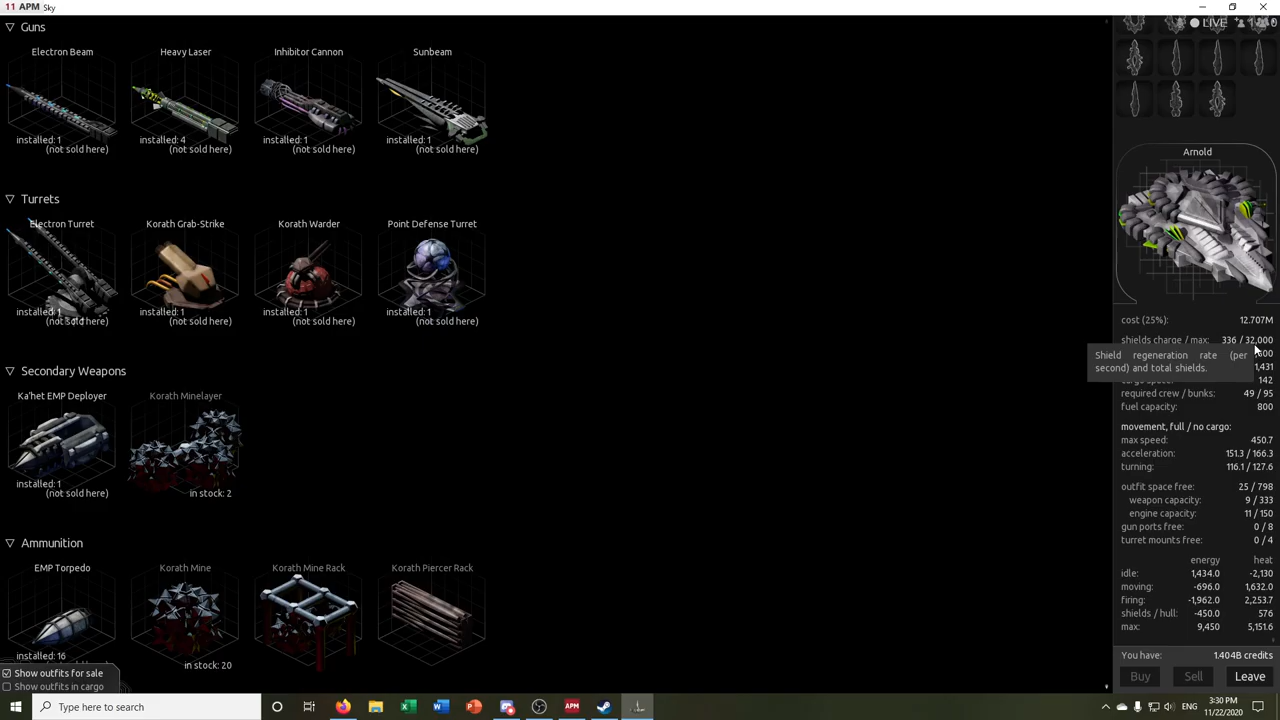 11 APM Sky
Guns
LIVE 1
Electron Beam Heavy Laser Inhibitor Cannon Sunbeam
installed: 1 installed: 4 installed: 1 installed: 1
(not sold here) (not sold here) (not sold here) (not sold here)
Turrets
Electron Turret Korath Grab-Strike Korath Warder Point Defense Turret
installed: 1 installed: 1 installed: 1 installed: 1
(not sold (not sold here) (not sold here) (not sold here)
Secondary Weapons
Ka'het EMP Deployer Korath Minelayer
installed: 1
(not sold here) in stock: 2
Ammunition
EMP Torpedo Korath Mine Korath Mine Rack Korath Piercer Rack
installed: 16
in stock: 20
Show outfits for sale
Show outfits in cargo
Arnold
cost (25%): 12.707M
shields charge / max: 336 / 32,000
Shield regeneration rate (per
second) and total shields.
800
1,431
142
required crew / bunks: 49 / 95
fuel capacity: 800
movement, full / no cargo:
max speed: 450.7
acceleration: 151.3 / 166.3
turning: 116.1 / 127.6
outfit space free: 25 / 798
weapon capacity: 9 / 333
engine capacity: 11 / 150
gun ports free: 0 / 8
turret mounts free: 0 / 4
energy heat
idle: 1,434.0 -2,130
moving: -696.0 1,632.0
firing: -1,962.0 2,253.7
shields / hull: -450.0 576
max: 9,450 5,151.6
You have: 1.404B credits
Buy Sell Leave
Type here to search
APM
3:30 PM
11/22/2020